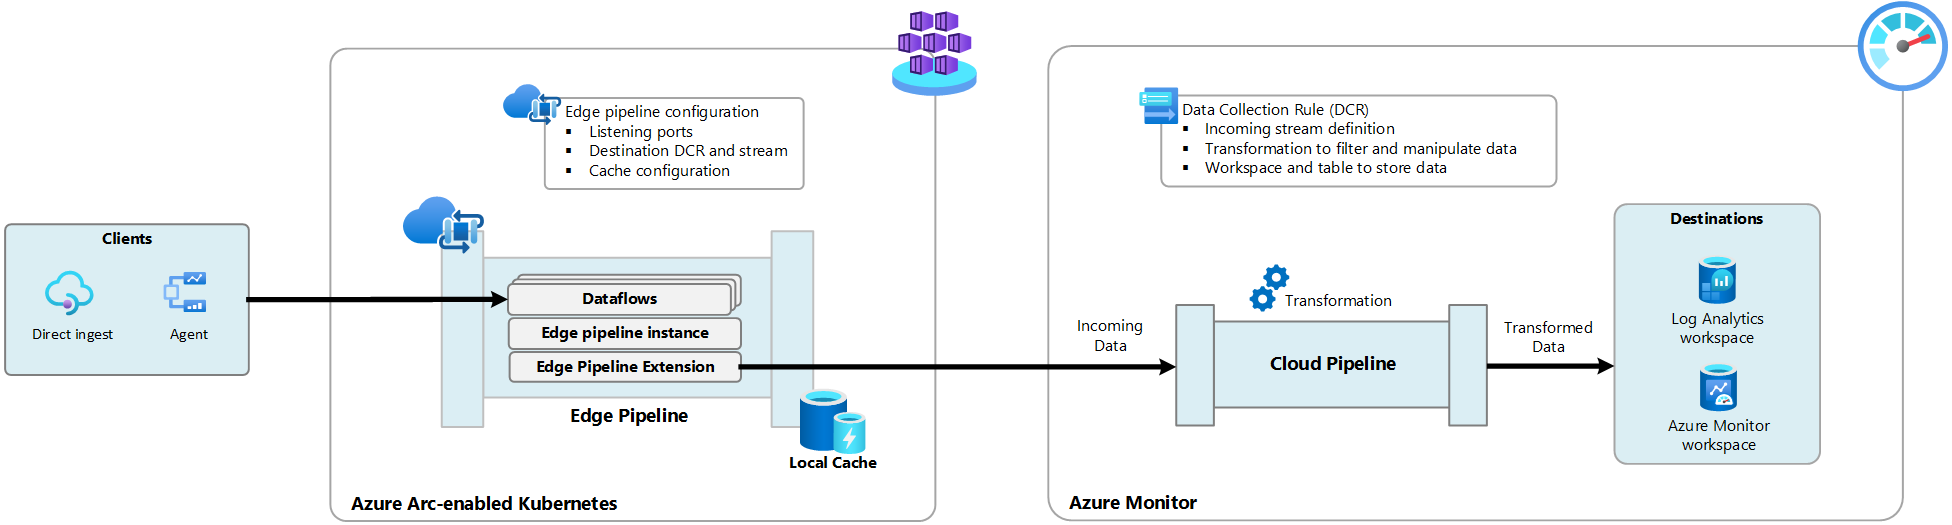 Clients
Direct ingest
Agent
Edge pipeline configuration
▪ Listening ports
▪ Destination DCR and stream
▪ Cache configuration
Dataflows
Edge pipeline instance
Edge Pipeline Extension
Edge Pipeline
Local Cache
Azure Arc-enabled Kubernetes
Data Collection Rule (DCR)
▪ Incoming stream definition
▪ Transformation to filter and manipulate data
▪ Workspace and table to store data
Incoming
Data
Transformation
Cloud Pipeline
Transformed
Data
Destinations
Log Analytics
workspace
Azure Monitor
workspace
Azure Monitor